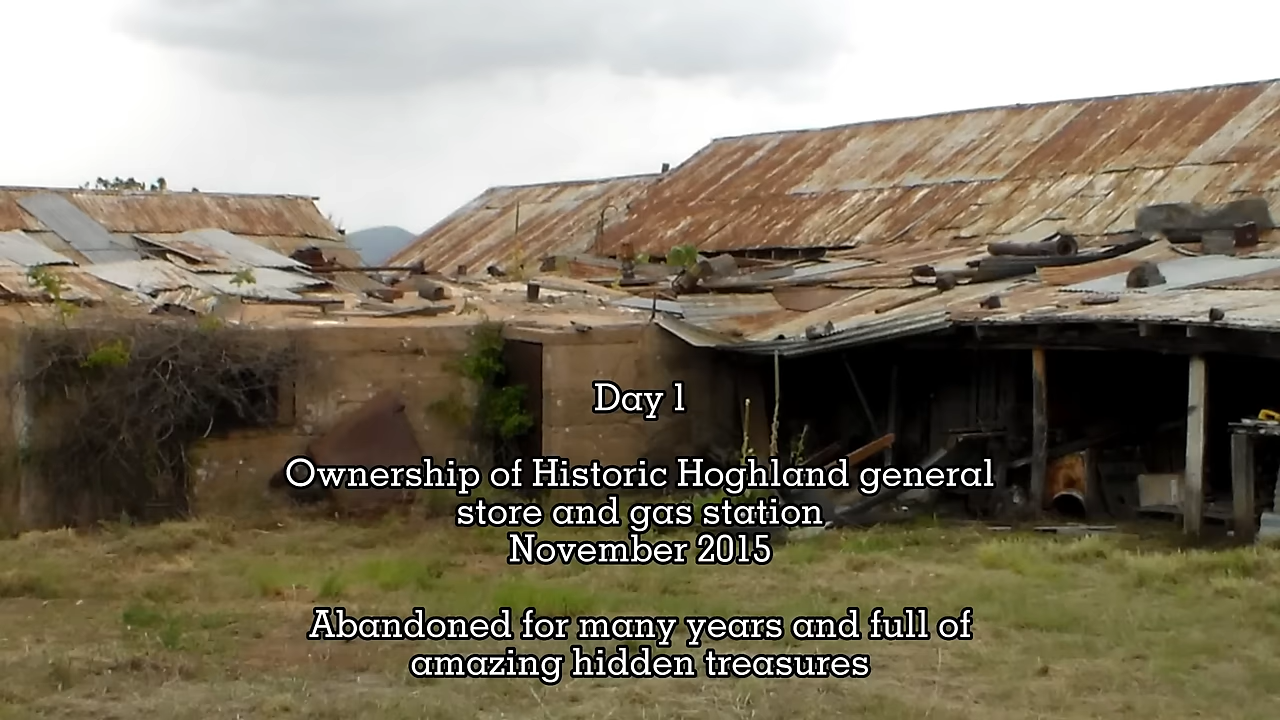 Day 1
Ownership of Historic Hoghland general
store and gas station
November 2015
Abandoned for many years and full of
amazing hidden treasures